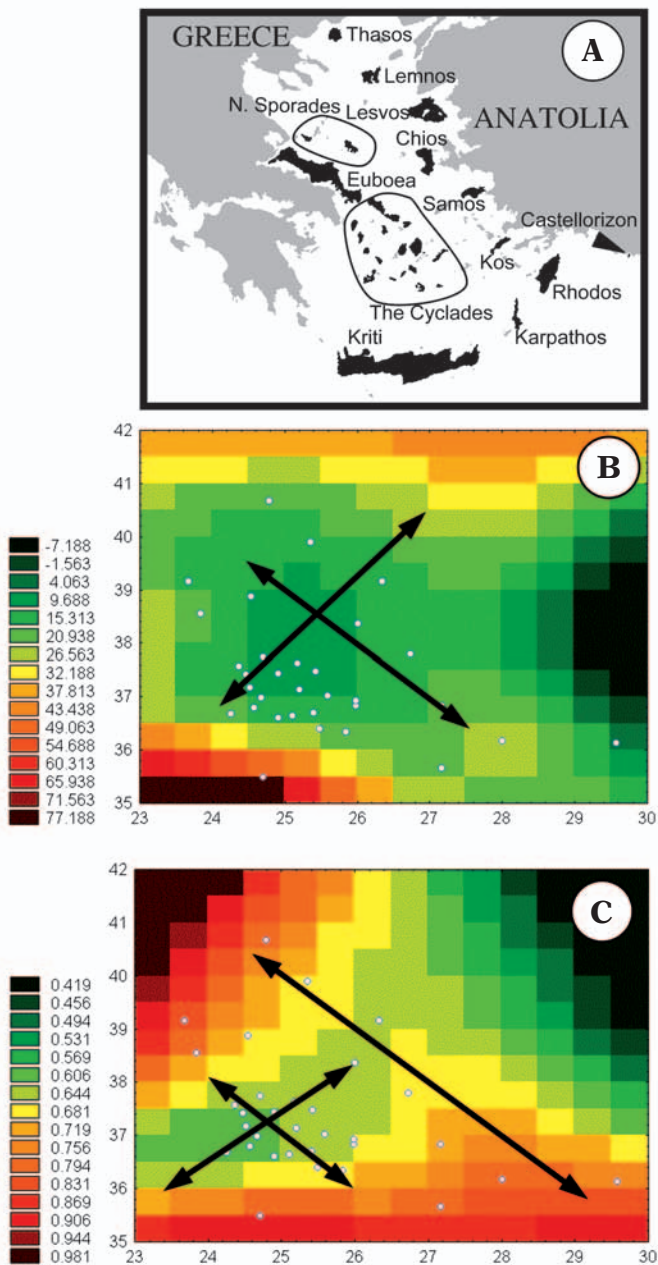 GREECE
Thasos
A
Lemnos
N. Sporades
Lesvos
ANATOLIA
Chios
Euboea
Samos
Castellorizon
Kos
Rhodos
The Cyclades
Kriti
Karpathos
B
42
41
40
39
38
37
36
35
23 24 25 26 27 28 29 30
-7.188
-1.563
4.063
9.688
15.313
20.938
26.563
32.188
37.813
43.438
49.063
54.688
60.313
65.938
71.563
77.188
C
42
41
40
39
38
37
36
35
23 24 25 26 27 28 29 30
0.419
0.456
0.494
0.531
0.569
0.606
0.644
0.681
0.719
0.756
0.794
0.831
0.869
0.906
0.944
0.981